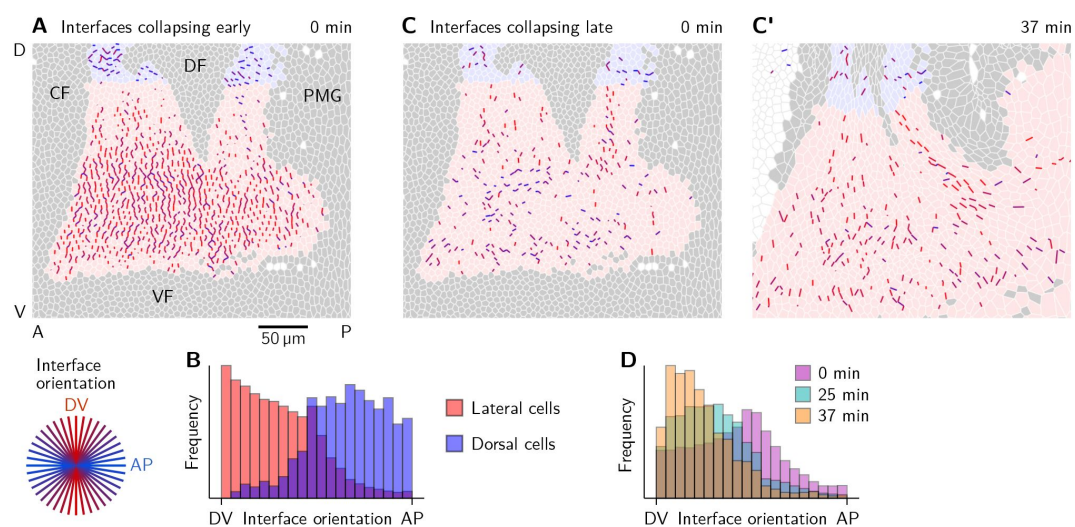 A Interfaces collapsing early 0 min
C Interfaces collapsing late 0 min
C' 37 min
D
DF
CF
PMG
VF
V
A P
50 µm
Interface
orientation
DV
AP
B
Frequency
Lateral cells
Dorsal cells
DV Interface orientation AP
D
Frequency
0 min
25 min
37 min
DV Interface orientation AP